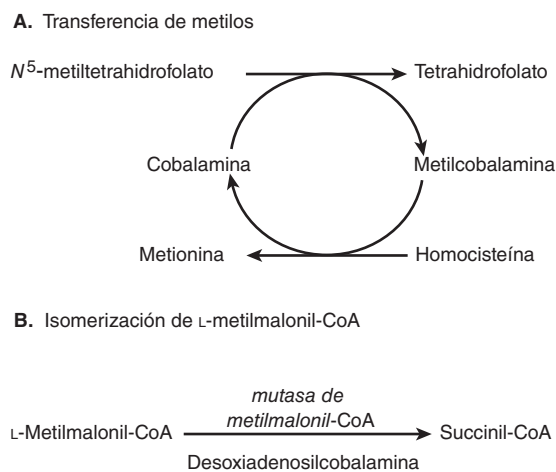 A. Transferencia de metilos
N5-metiltetrahidrofolato Tetrahidrofolato
Cobalamina Metilcobalamina
Metionina Homocisteína
B. Isomerización de L-metilmalonil-CoA
mutasa de
metilmalonil-CoA
L-Metilmalonil-CoA Succinil-CoA
Desoxiadenosilcobalamina